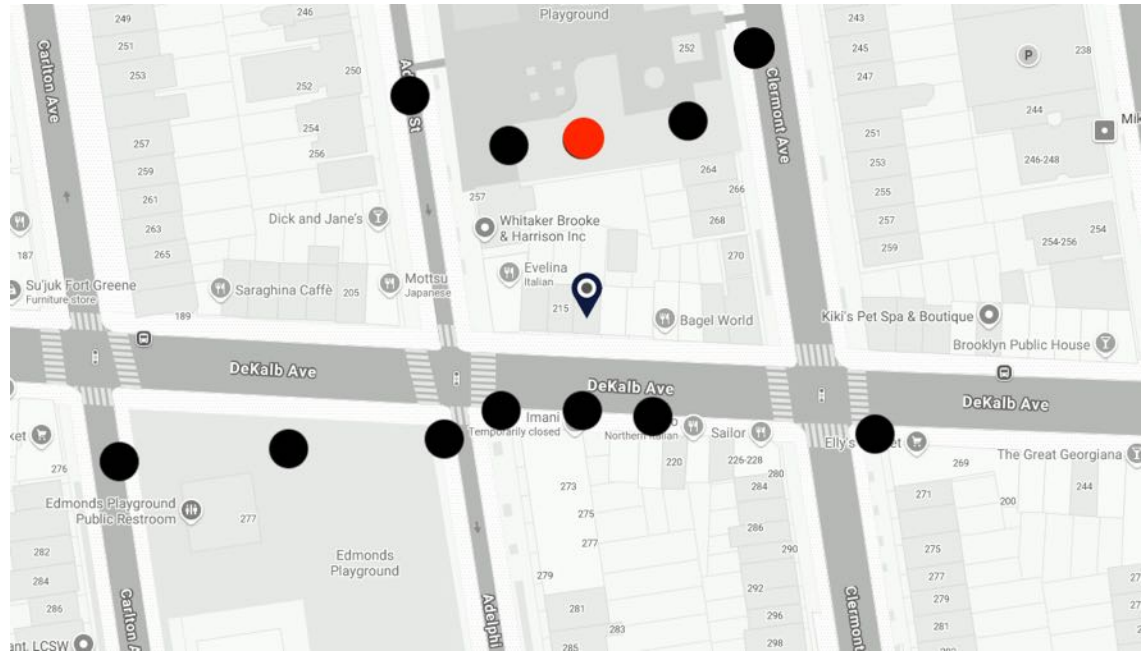 Playground
249
251
253
250
252
254
256
257
259
261
263
265
Carlton Ave
St
252
Clermont Ave
243
245
247
P
238
244
246-248
251
253
255
257
259
254
254-256
264
266
268
270
257
Whitaker Brooke
& Harrison Inc
Dick and Jane's
187
Su'juk Fort Greene
Furniture store
Saraghina Caffè
205
189
Mottsu
Japanese
Evelina
Italian
215
Bagel World
Kiki's Pet Spa & Boutique
Brooklyn Public House
DeKalb Ave
DeKalb Ave
DeKalb Ave
Imani
Temporarily closed
Northern Italian
Sailor
220
226-228
280
284
286
290
292
296
298
276
Edmonds Playground
Public Restroom
277
Edmonds
Playground
282
284
286
273
275
277
279
281
283
285
Adelphi
Clermont
269
The Great Georgiana
244
200
271
275
277
279
281
LCSW